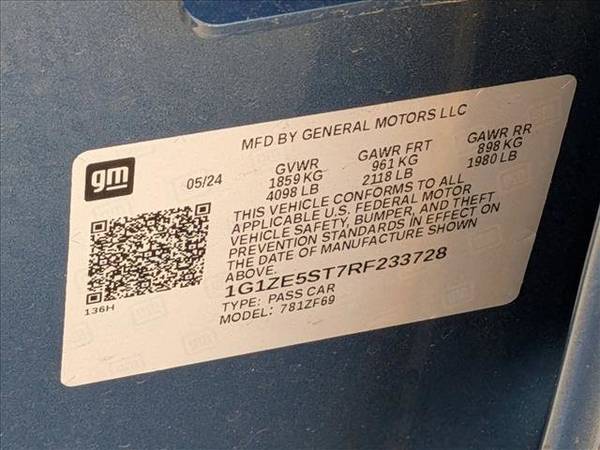 MFD BY GENERAL MOTORS LLC
gm
05/24
GVWR
1859 KG
4098 LB
GAWR FRT
961 KG
2118 LB
GAWR RR
898 KG
1980 LB
THIS VEHICLE CONFORMS TO ALL
APPLICABLE U.S. FEDERAL MOTOR
VEHICLE SAFETY, BUMPER, AND THEFT
PREVENTION STANDARDS IN EFFECT ON
THE DATE OF MANUFACTURE SHOWN
ABOVE.
1G1ZE5ST7RF233728
TYPE: PASS CAR
MODEL: 781ZF69
136H